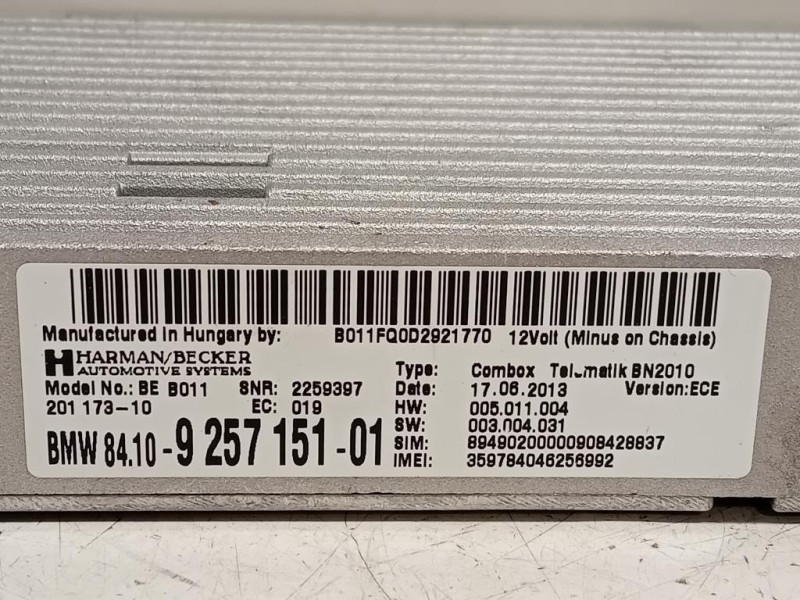 Manufactured In Hungary by: B011FQ0D2921770 12Volt (Minus on Chassis)
HARMAN/BECKER
AUTOMOTIVE SYSTEMS
Type: Combox Telematik BN2010
Model No.: BE B011 SNR: 2259397 Date: 17.06.2013 Version: ECE
201 173-10 EC: 019 HW: 005.011.004
SW: 003.004.031
BMW 84.10-9 257 151-01 SIM: 89490200000908428837
IMEI: 359784046256992